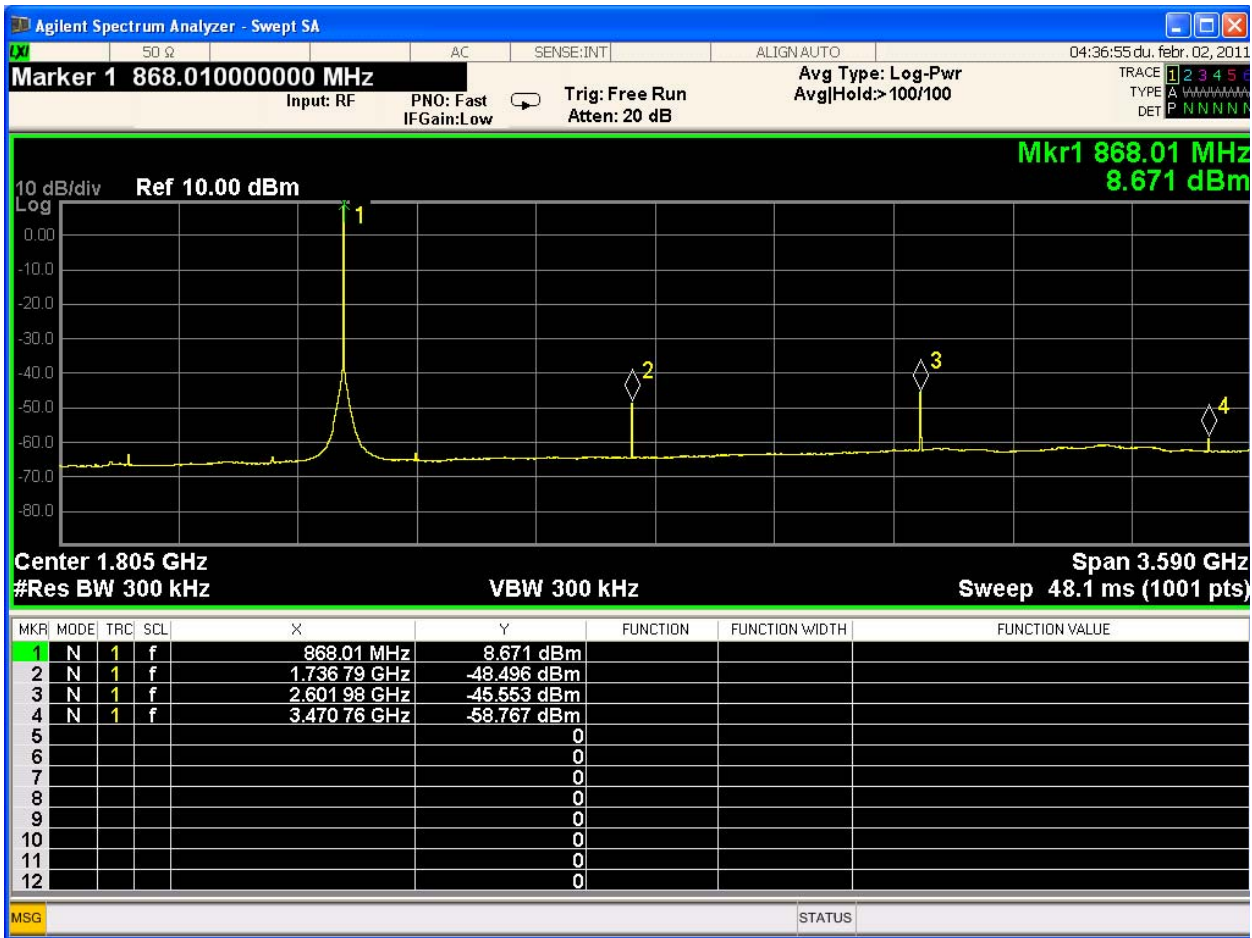 Agilent Spectrum Analyzer - Swept SA
LXI 50 Ω AC SENSE:INT ALIGNAUTO 04:36:55 du. febr. 02, 2011
Marker 1 868.010000000 MHz
Input: RF PNO: Fast IFGain:Low
Trig: Free Run
Atten: 20 dB
Avg Type: Log-Pwr
Avg|Hold:>100/100
TRACE 1 2 3 4 5 6
TYPE A
DET P N N N N N
Mkr1 868.01 MHz
8.671 dBm
10 dB/div Ref 10.00 dBm
Log
0.00
-10.0
-20.0
-30.0
-40.0
-50.0
-60.0
-70.0
-80.0
1
2
3
4
Center 1.805 GHz Span 3.590 GHz
#Res BW 300 kHz VBW 300 kHz Sweep 48.1 ms (1001 pts)
MKR MODE TRC SCL X Y FUNCTION FUNCTION WIDTH FUNCTION VALUE
1 N 1 f 868.01 MHz 8.671 dBm
2 N 1 f 1.736 79 GHz -48.496 dBm
3 N 1 f 2.601 98 GHz -45.553 dBm
4 N 1 f 3.470 76 GHz -58.767 dBm
5 0
6 0
7 0
8 0
9 0
10 0
11 0
12 0
MSG STATUS